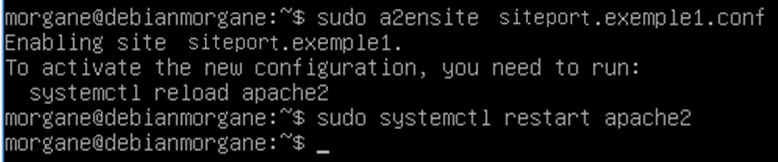 morgane@debianmorgane:~$ sudo a2ensite siteport.exemple1.conf
Enabling site siteport.exemple1.
To activate the new configuration, you need to run:
  systemctl reload apache2
morgane@debianmorgane:~$ sudo systemctl restart apache2
morgane@debianmorgane:~$ _